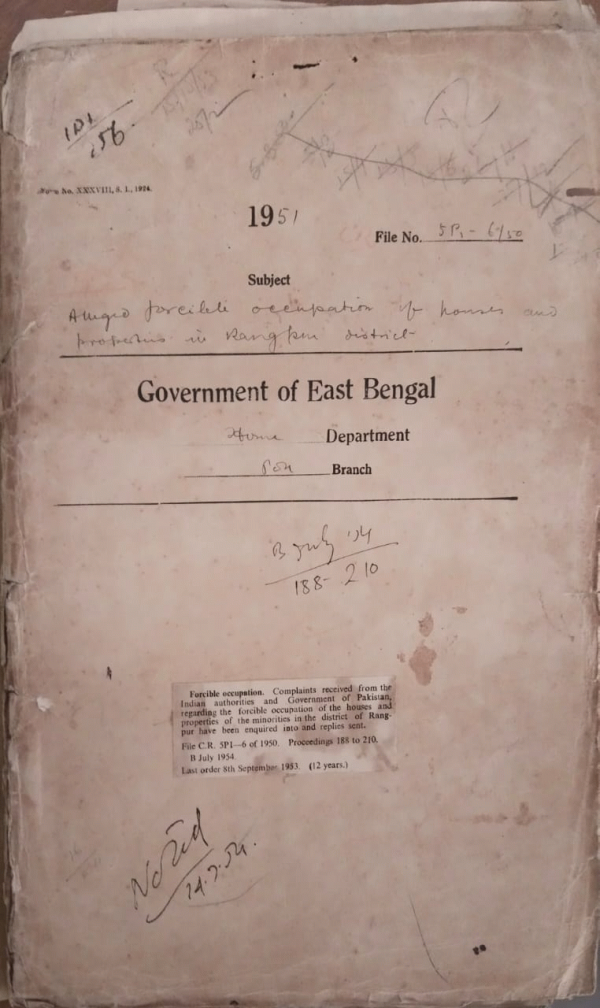 IPI
'56.
Form No. XXXVIII, S. I., 1924.
1951
File No. 5P1 - 6/50
Subject
Alleged forcible occupation of houses and
properties in Rangpur district
Government of East Bengal
Home Department
Poll Branch
B July '54
188- 210
Forcible occupation. Complaints received from the
Indian authorities and Government of Pakistan,
regarding the forcible occupation of the houses and
properties of the minorities in the district of Rang-
pur have been enquired into and replies sent.
File C.R. 5P1—6 of 1950. Proceedings 188 to 210.
B July 1954
Last order 8th September 1953. (12 years.)
Noted
14.7.54.